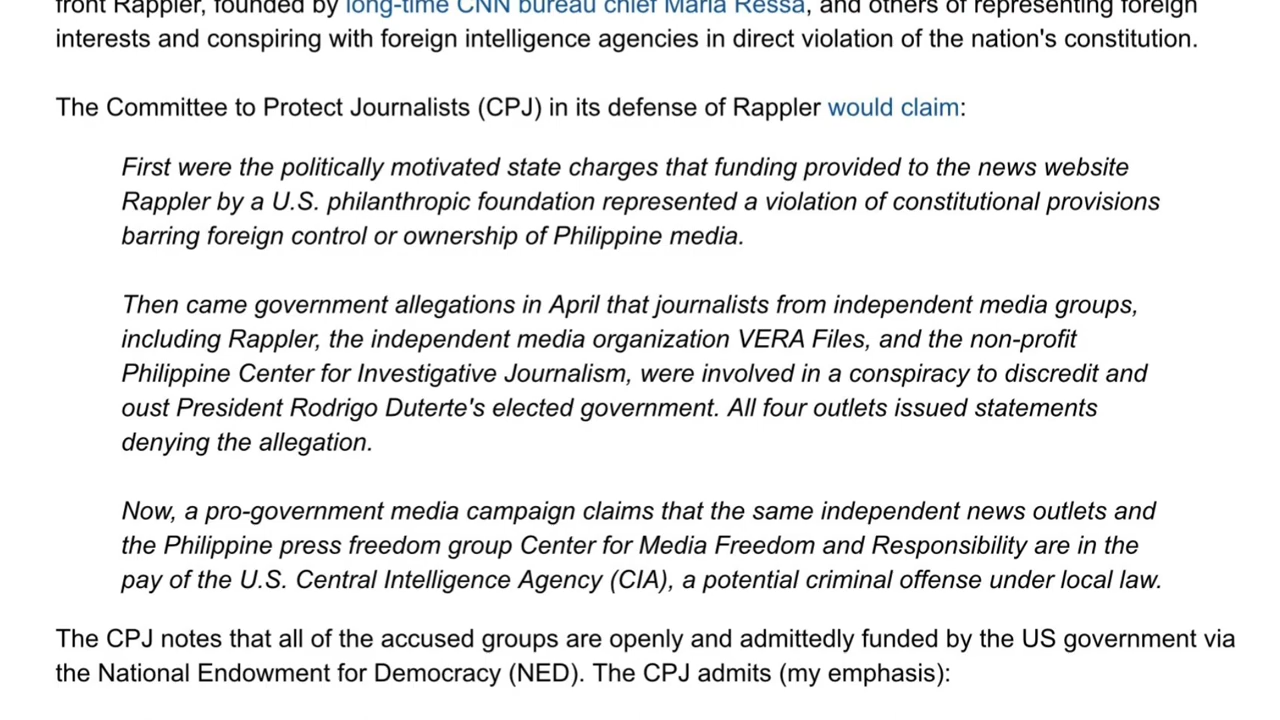 front Rappler, founded by long-time CNN bureau chief Maria Ressa, and others of representing foreign
interests and conspiring with foreign intelligence agencies in direct violation of the nation's constitution.
The Committee to Protect Journalists (CPJ) in its defense of Rappler would claim:
First were the politically motivated state charges that funding provided to the news website
Rappler by a U.S. philanthropic foundation represented a violation of constitutional provisions
barring foreign control or ownership of Philippine media.
Then came government allegations in April that journalists from independent media groups,
including Rappler, the independent media organization VERA Files, and the non-profit
Philippine Center for Investigative Journalism, were involved in a conspiracy to discredit and
oust President Rodrigo Duterte's elected government. All four outlets issued statements
denying the allegation.
Now, a pro-government media campaign claims that the same independent news outlets and
the Philippine press freedom group Center for Media Freedom and Responsibility are in the
pay of the U.S. Central Intelligence Agency (CIA), a potential criminal offense under local law.
The CPJ notes that all of the accused groups are openly and admittedly funded by the US government via
the National Endowment for Democracy (NED). The CPJ admits (my emphasis):